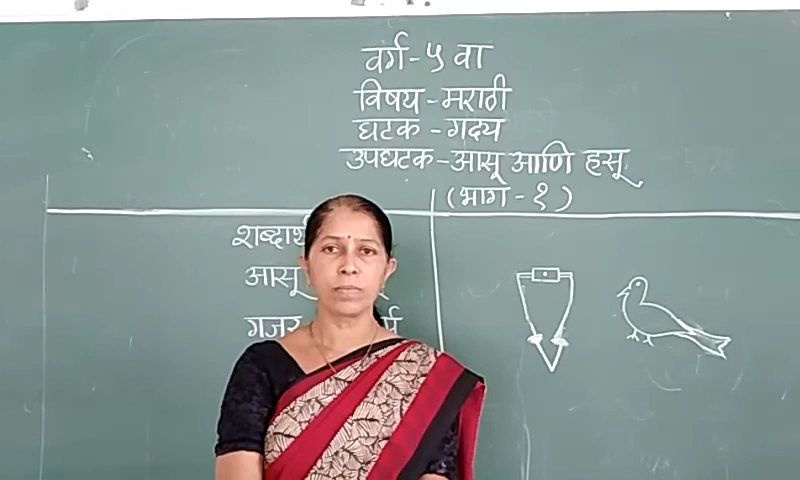 वर्ग - ५ वा
विषय - मराठी
घटक - गद्य
उपघटक - आसू आणि हसू
(भाग - १)
आसू